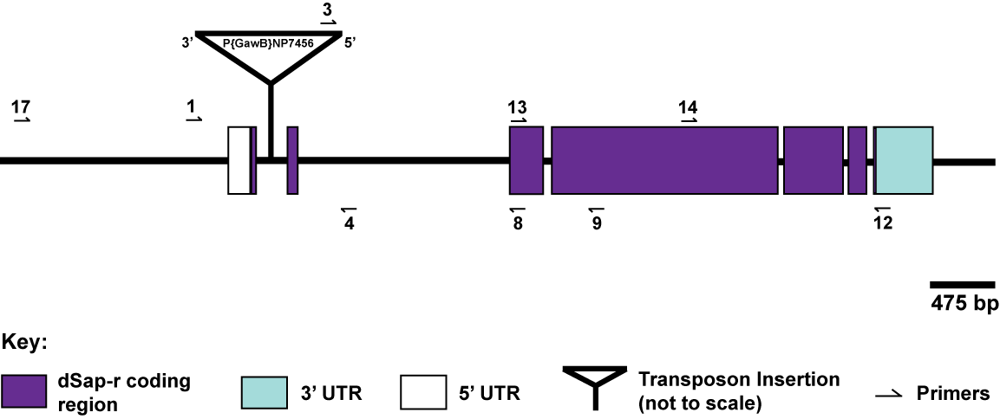 3
3’ P{GawB}NP7456 5’
17 1 13 14
4 8 9 12
475 bp
Key:
dSap-r coding
region
3’ UTR
5’ UTR
Transposon Insertion
(not to scale)
Primers